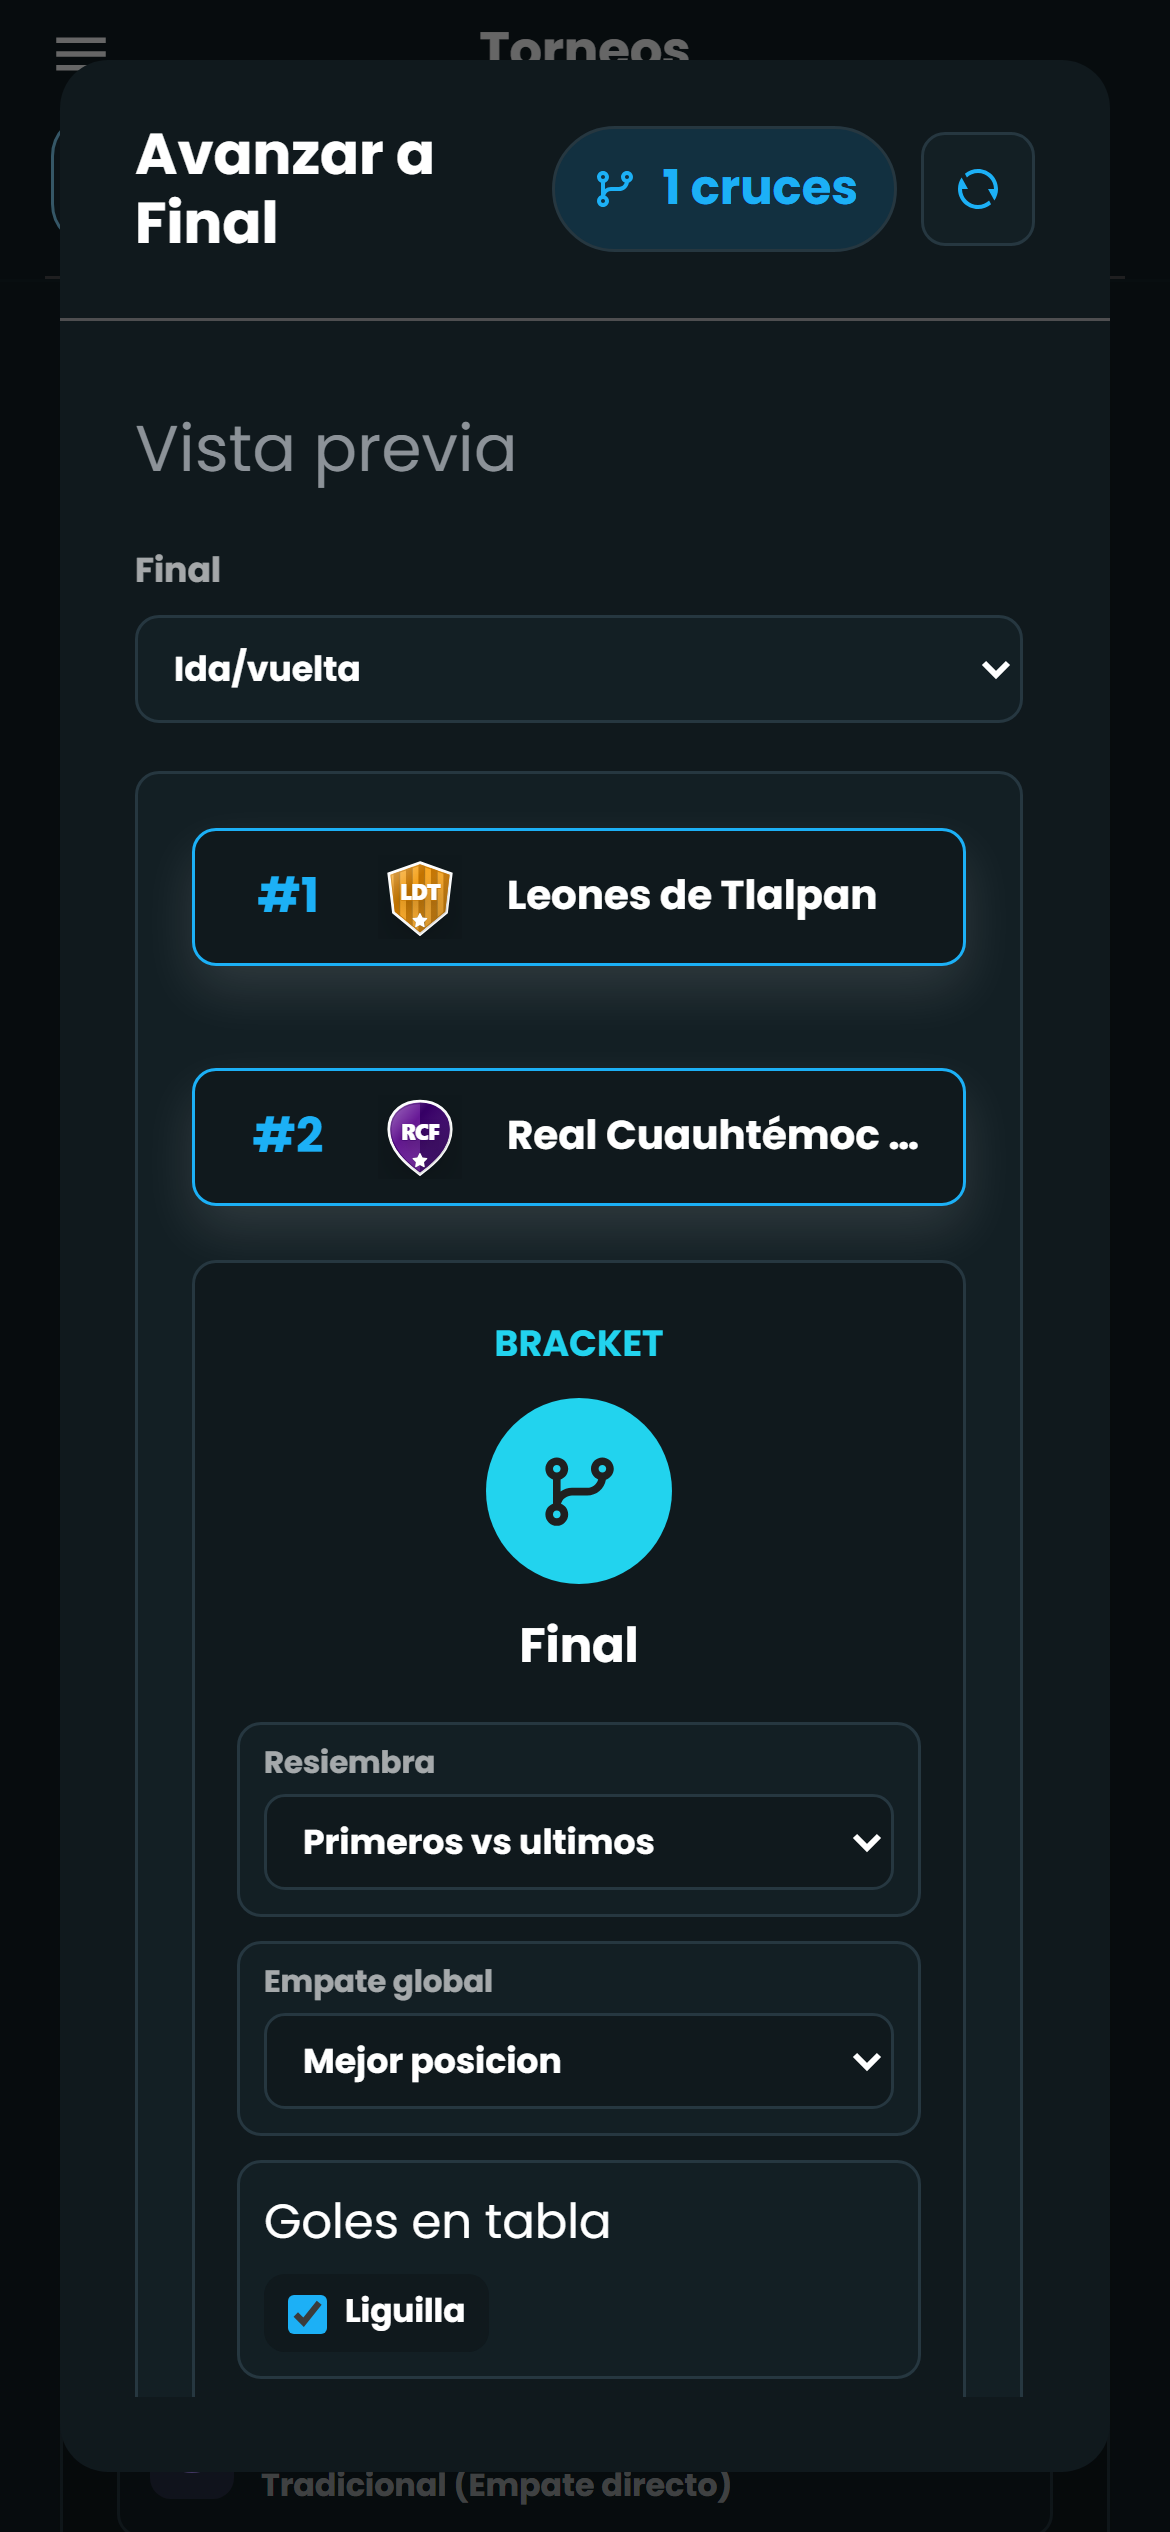 Torneos
Avanzar a
Final
1 cruces
Vista previa
Final
Ida/vuelta
#1 LDT Leones de Tlalpan
#2 RCF Real Cuauhtémoc ...
BRACKET
Final
Resiembra
Primeros vs ultimos
Empate global
Mejor posicion
Goles en tabla
Liguilla
Tradicional (Empate directo)